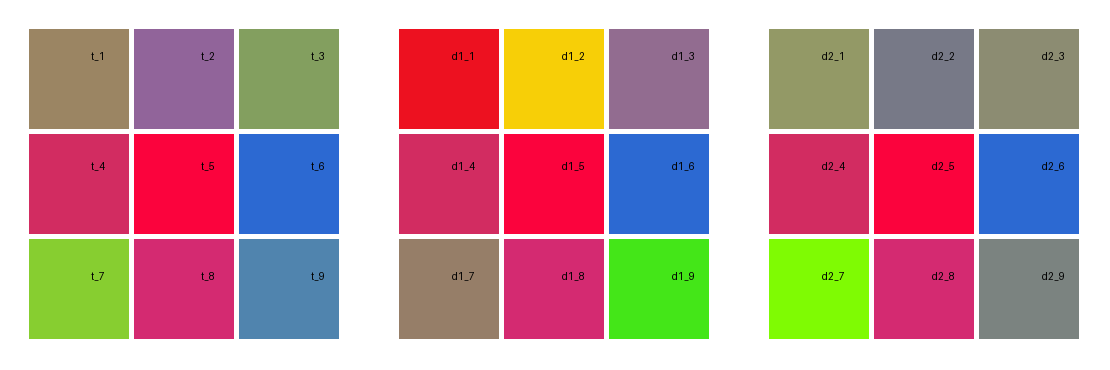 t_1 t_2 t_3 d1_1 d1_2 d1_3 d2_1 d2_2 d2_3
t_4 t_5 t_6 d1_4 d1_5 d1_6 d2_4 d2_5 d2_6
t_7 t_8 t_9 d1_7 d1_8 d1_9 d2_7 d2_8 d2_9